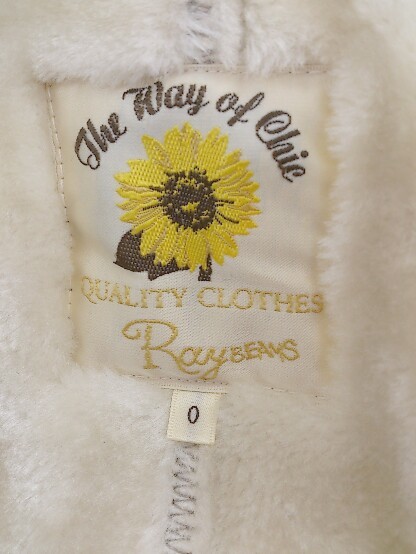 The Way of Chic
QUALITY CLOTHES
Ray BEAMS
0